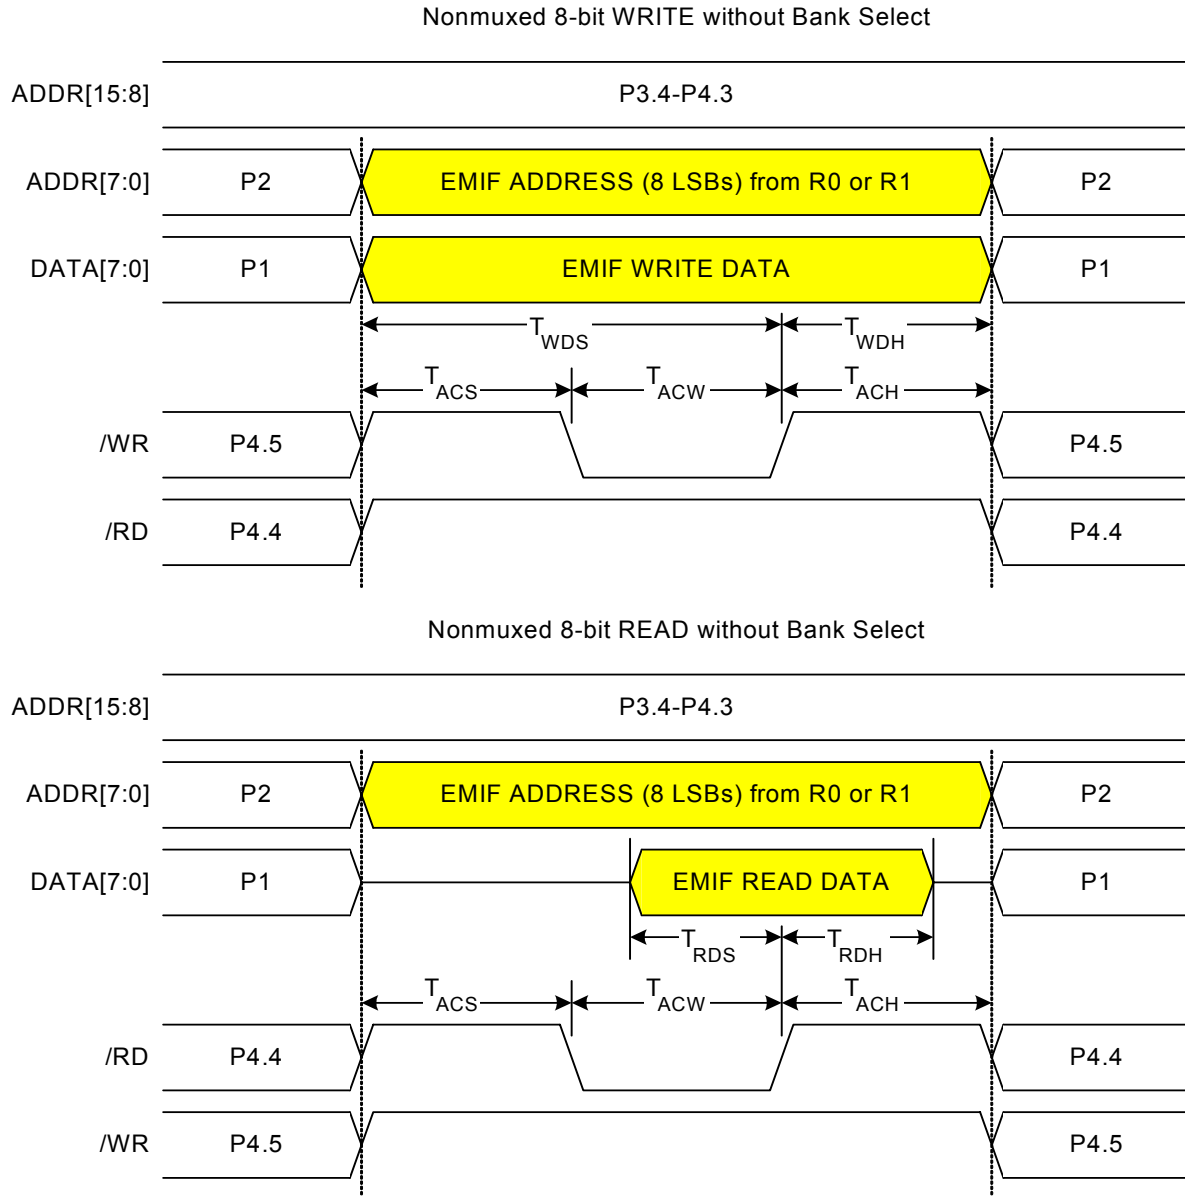 Nonmuxed 8-bit WRITE without Bank Select
ADDR[15:8] P3.4-P4.3
ADDR[7:0] P2 EMIF ADDRESS (8 LSBs) from R0 or R1 P2
DATA[7:0] P1 EMIF WRITE DATA P1
TWDS TWDH
TACS TACW TACH
/WR P4.5 P4.5
/RD P4.4 P4.4
Nonmuxed 8-bit READ without Bank Select
ADDR[15:8] P3.4-P4.3
ADDR[7:0] P2 EMIF ADDRESS (8 LSBs) from R0 or R1 P2
DATA[7:0] P1 EMIF READ DATA P1
TRDS TRDH
TACS TACW TACH
/RD P4.4 P4.4
/WR P4.5 P4.5